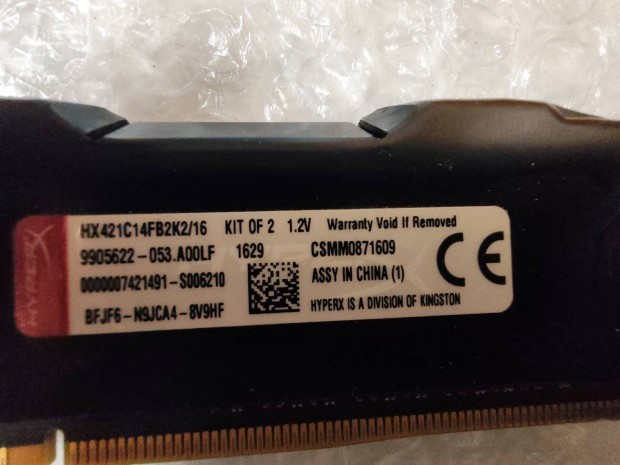 HYPERX
HX421C14FB2K2/16 KIT OF 2 1.2V Warranty Void If Removed
9905622-053.A00LF 1629 CSMM0871609
0000007421491-S006210 ASSY IN CHINA (1)
BFJF6-N9JCA4-8V9HF HYPERX IS A DIVISION OF KINGSTON
CE